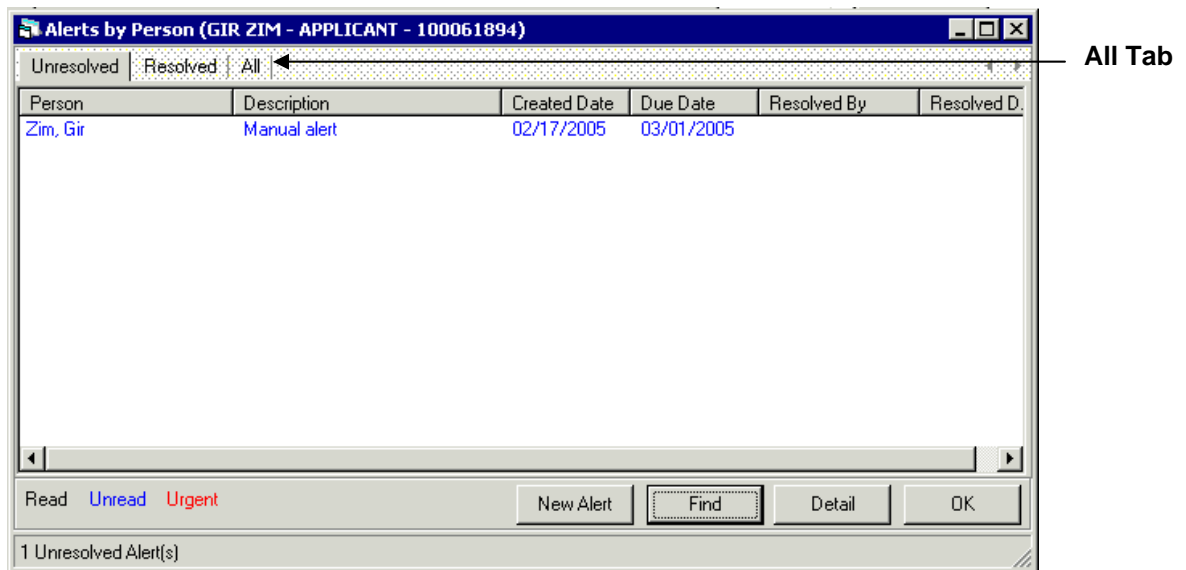 Alerts by Person (GIR ZIM - APPLICANT - 100061894)
Unresolved Resolved All
All Tab
Person Description Created Date Due Date Resolved By Resolved D.
Zim, Gir Manual alert 02/17/2005 03/01/2005
Read Unread Urgent New Alert Find Detail OK
1 Unresolved Alert(s)